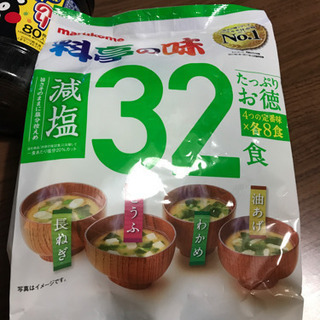 marukome
料亭の味
No.1
減塩
32食
たっぷり
お徳
4つの定番味
×各8食
長ねぎ
とうふ
わかめ
油あげ
写真はイメージです。